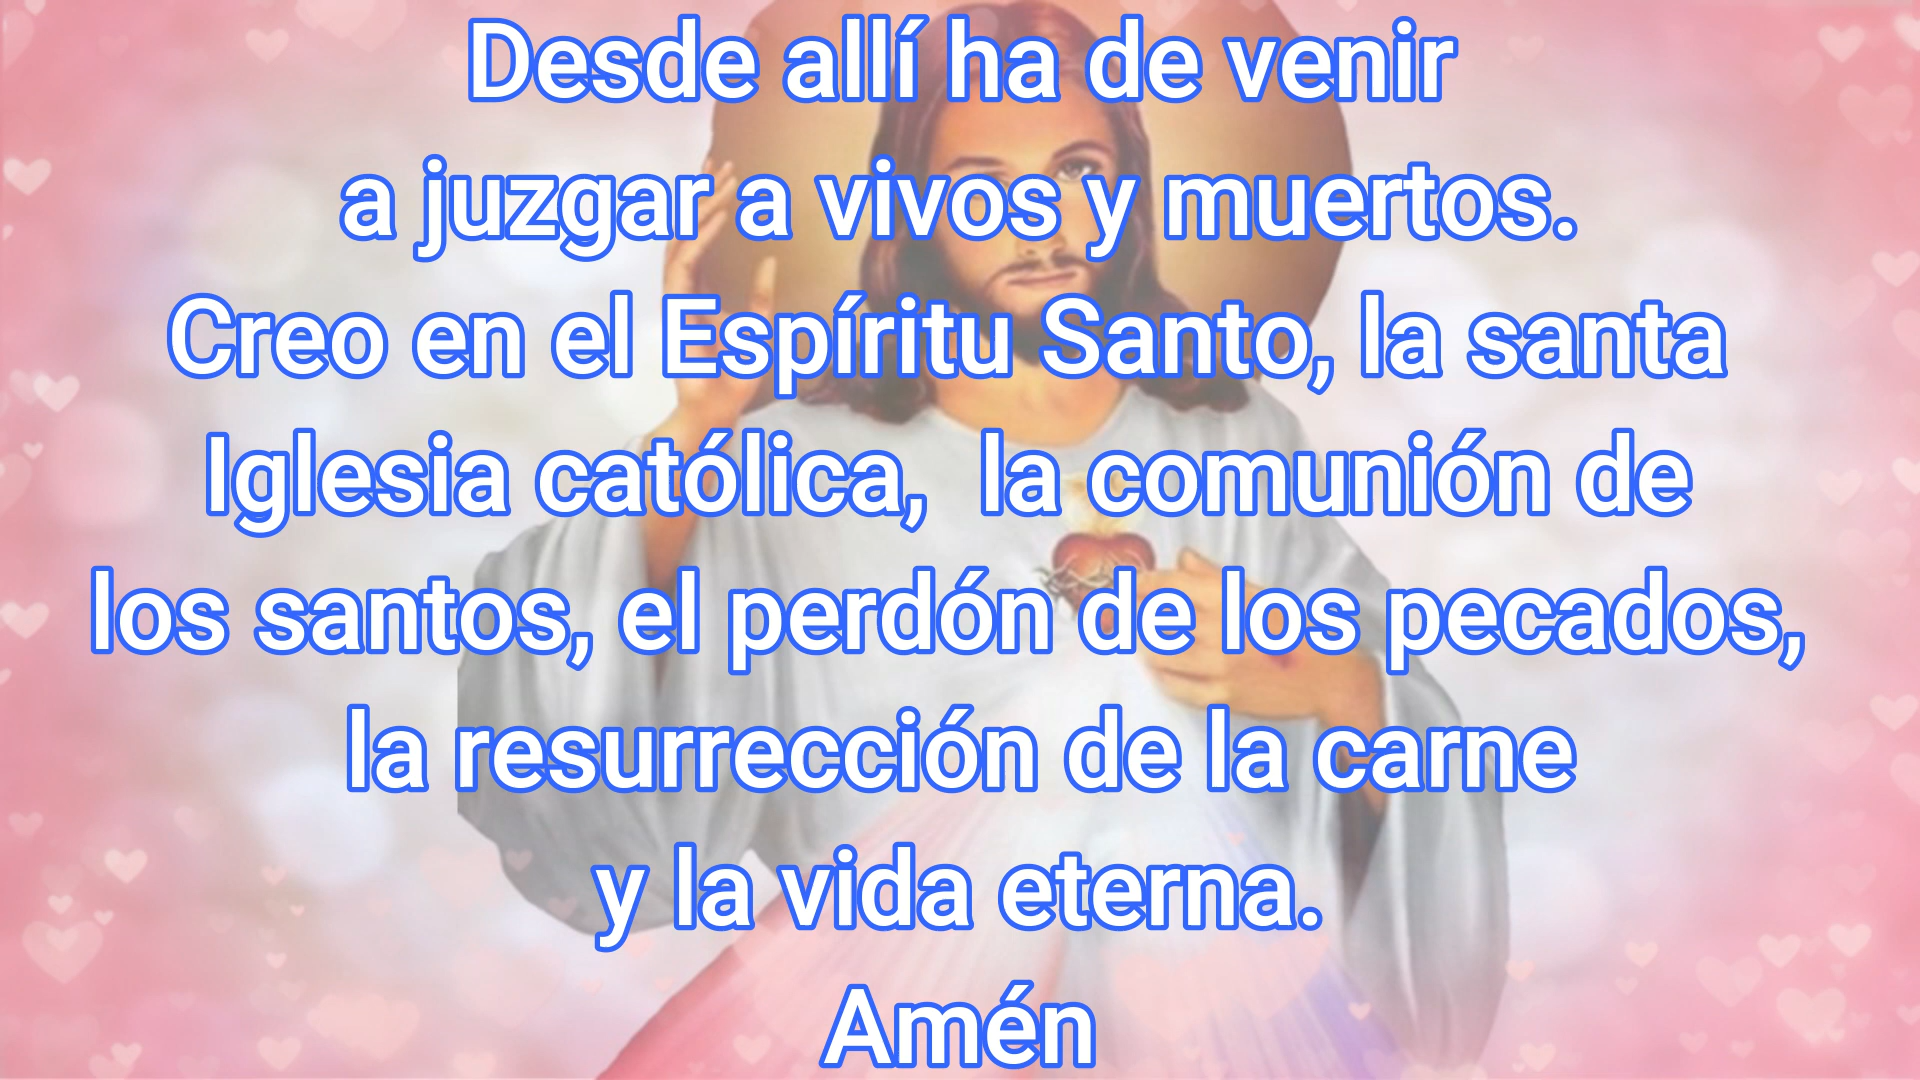 Desde allí ha de venir
a juzgar a vivos y muertos.
Creo en el Espíritu Santo, la santa
Iglesia católica,  la comunión de
los santos, el perdón de los pecados,
la resurrección de la carne
y la vida eterna.
Amén